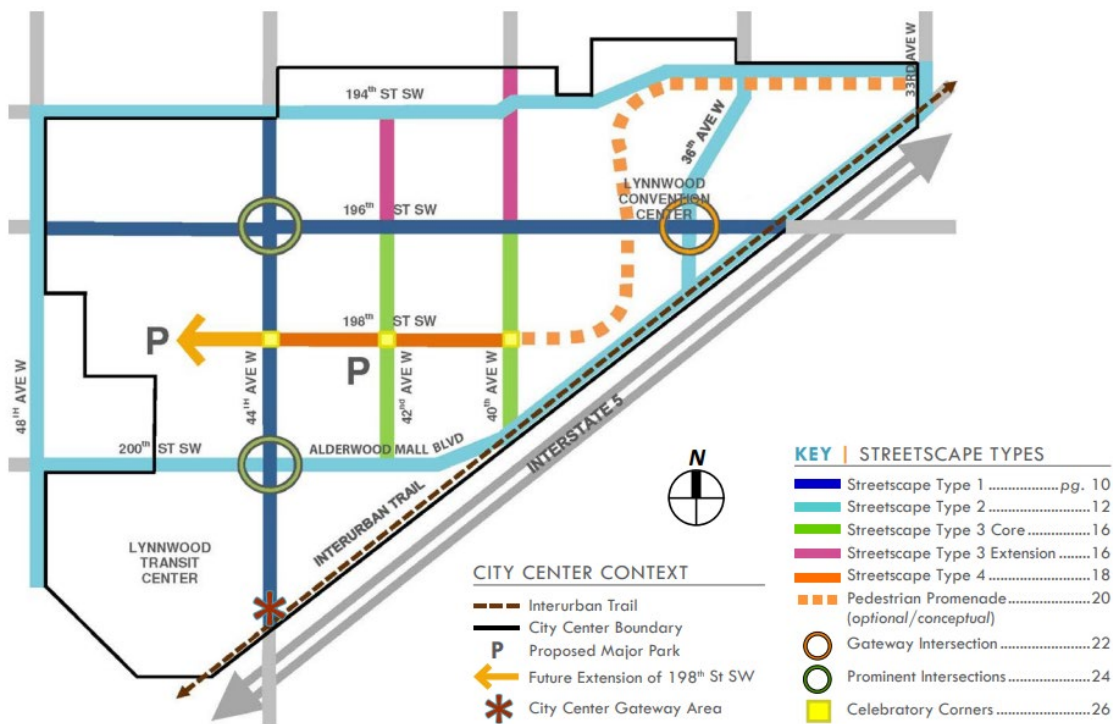 33RD AVE W
194th ST SW
36th AVE W
LYNNWOOD
CONVENTION
CENTER
196th ST SW
198th ST SW
P
P
48TH AVE W
44TH AVE W
42nd AVE W
40th AVE W
200th ST SW
ALDERWOOD MALL BLVD
INTERSTATE 5
INTERURBAN TRAIL
LYNNWOOD
TRANSIT
CENTER
N
CITY CENTER CONTEXT
Interurban Trail
City Center Boundary
P Proposed Major Park
Future Extension of 198th St SW
City Center Gateway Area
KEY | STREETSCAPE TYPES
Streetscape Type 1 ..................pg. 10
Streetscape Type 2 ........................12
Streetscape Type 3 Core ...............16
Streetscape Type 3 Extension ......16
Streetscape Type 4 ........................18
Pedestrian Promenade ...................20
(optional/conceptual)
Gateway Intersection .....................22
Prominent Intersections ..................24
Celebratory Corners .....................26